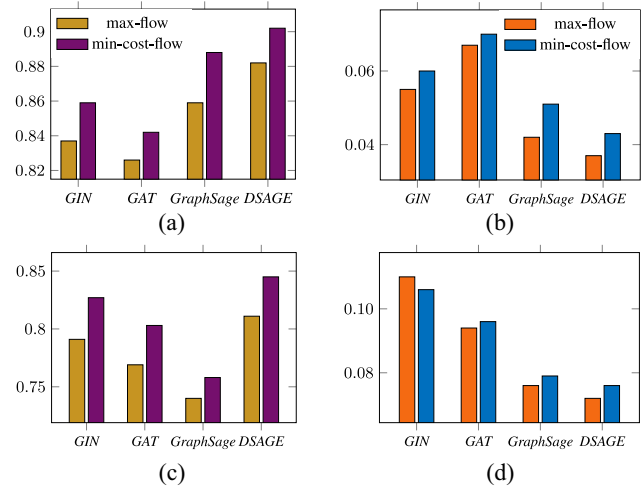 max-flow
min-cost-flow
0.9
0.88
0.86
0.84
0.82
GIN GAT GraphSage DSAGE
(a)
max-flow
min-cost-flow
0.06
0.04
GIN GAT GraphSage DSAGE
(b)
0.85
0.8
0.75
GIN GAT GraphSage DSAGE
(c)
0.10
0.08
GIN GAT GraphSage DSAGE
(d)